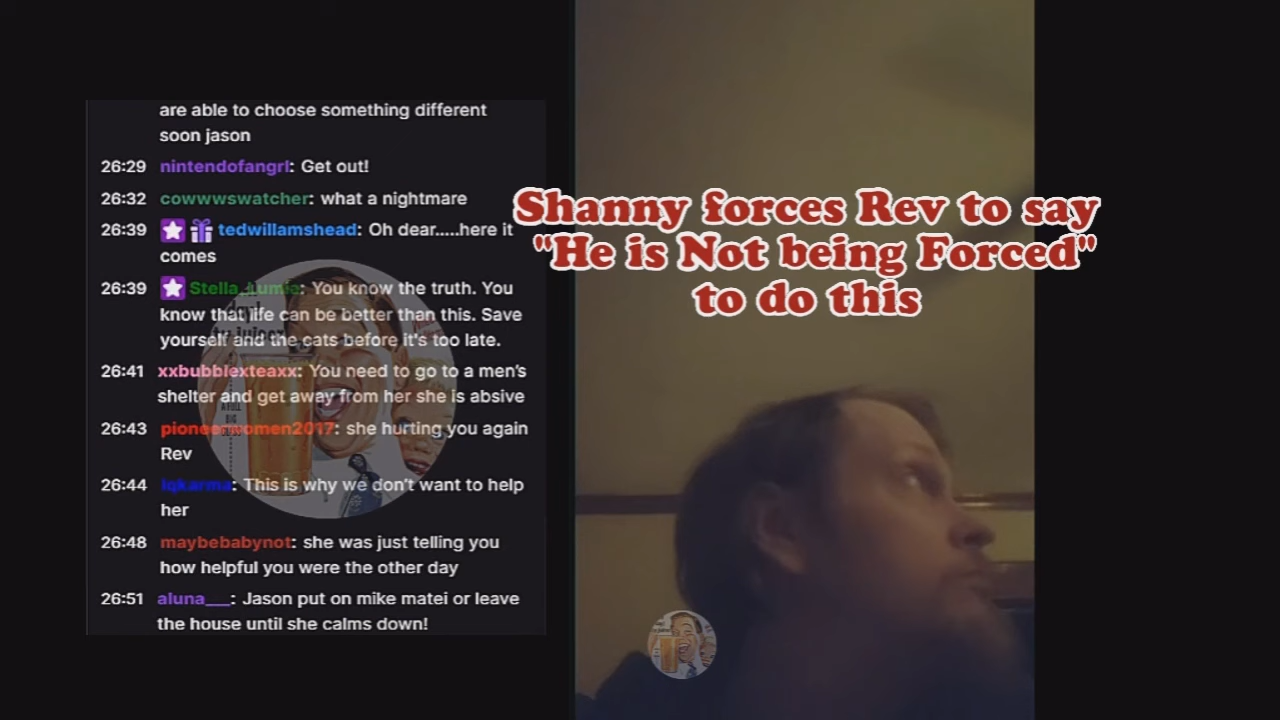 are able to choose something different
soon jason
26:29 nintendofangrl: Get out!
26:32 cowwwswatcher: what a nightmare
26:39 tedwillamshead: Oh dear.....here it
comes
26:39 Stella_Lumie: You know the truth. You
know that life can be better than this. Save
yourself and the cats before it's too late.
26:41 xxbubblexteaxx: You need to go to a men's
shelter and get away from her she is absive
26:43 pioneerwomen2017: she hurting you again
Rev
26:44 iqkarma: This is why we don't want to help
her
26:48 maybebabynot: she was just telling you
how helpful you were the other day
26:51 aluna___: Jason put on mike matei or leave
the house until she calms down!
Shanny forces Rev to say
"He is Not being Forced"
to do this